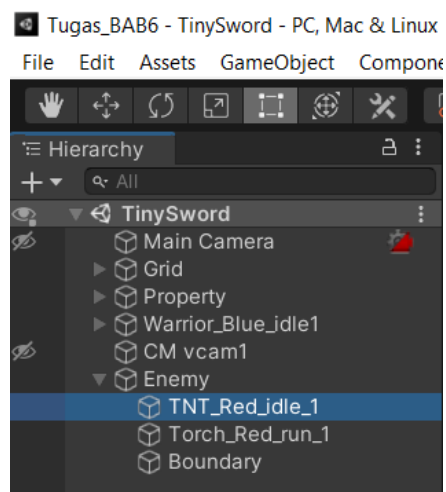 Tugas_BAB6 - TinySword - PC, Mac & Linux
File Edit Assets GameObject Compone
Hierarchy
All
TinySword
Main Camera
Grid
Property
Warrior_Blue_idle1
CM vcam1
Enemy
TNT_Red_idle_1
Torch_Red_run_1
Boundary